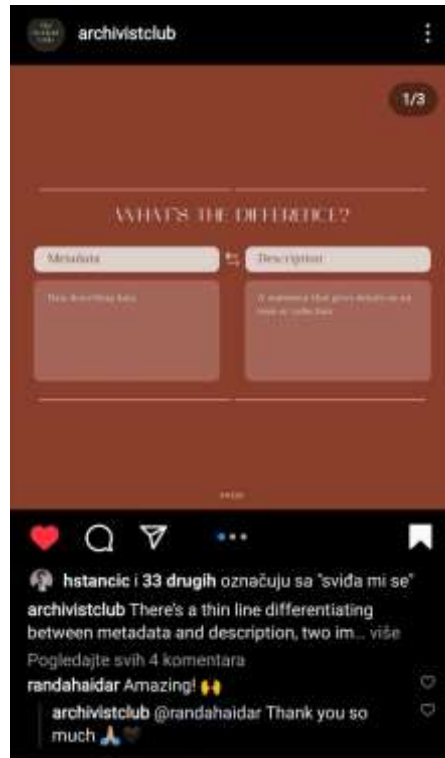 archivistclub
1/3
WHAT'S THE DIFFERENCE?
Metadata
Description
Data describing data
A statement that gives details on an
item or collection
hstancic i 33 drugih označuju sa "sviđa mi se"
archivistclub There's a thin line differentiating
between metadata and description, two im... više
Pogledajte svih 4 komentara
randahaidar Amazing! 🙌
archivistclub @randahaidar Thank you so
much 🙏🏼🖤